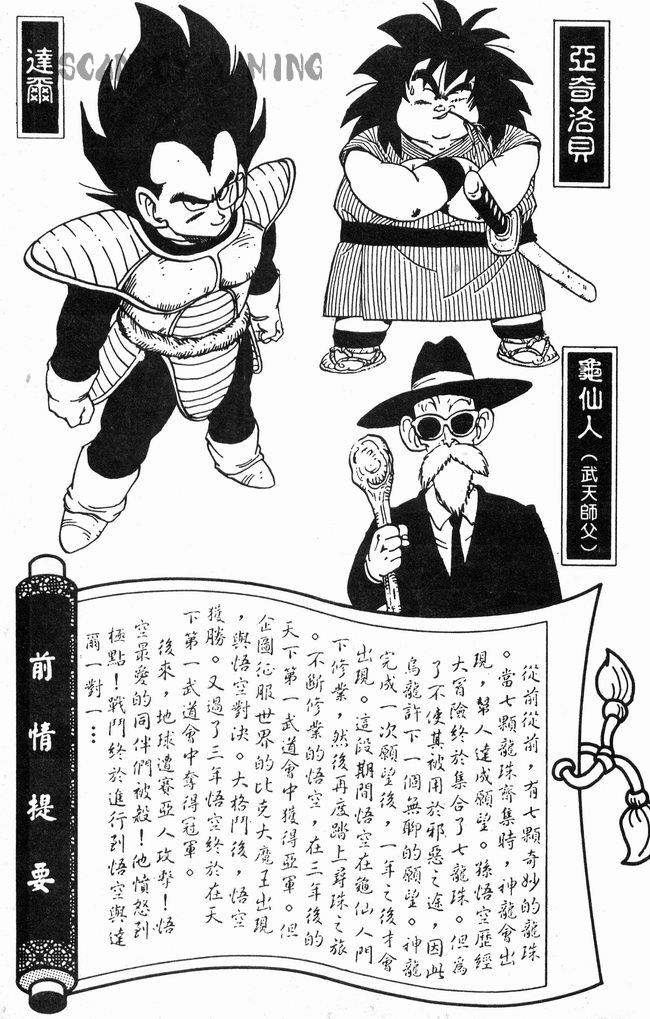 SCANS BY NOMING
達爾
亞奇洛貝
龜仙人（武天師父）
前情提要
從前從前，有七顆奇妙的龍珠
。當七顆龍珠齊集時，神龍會出
現，幫人達成願望。孫悟空歷經
大冒險終於集合了七龍珠。但為
了不使其被用於邪惡之途，因此
烏龍許下一個無聊的願望。神龍
完成一次願望後，一年之後才會
出現。這段期間悟空在龜仙人門
下修業，然後再度踏上尋珠之旅
。不斷修業的悟空，在三年後的
天下第一武道會中獲得亞軍。但
企圖征服世界的比克大魔王出現
，與悟空對決。大格鬥後，悟空
獲勝。又過了三年悟空終於在天
下第一武道會中奪得冠軍。
後來，地球遭賽亞人攻擊！悟
空最愛的同伴們被殺！他憤怒到
極點！戰鬥終於進行到悟空與達
爾一對一…